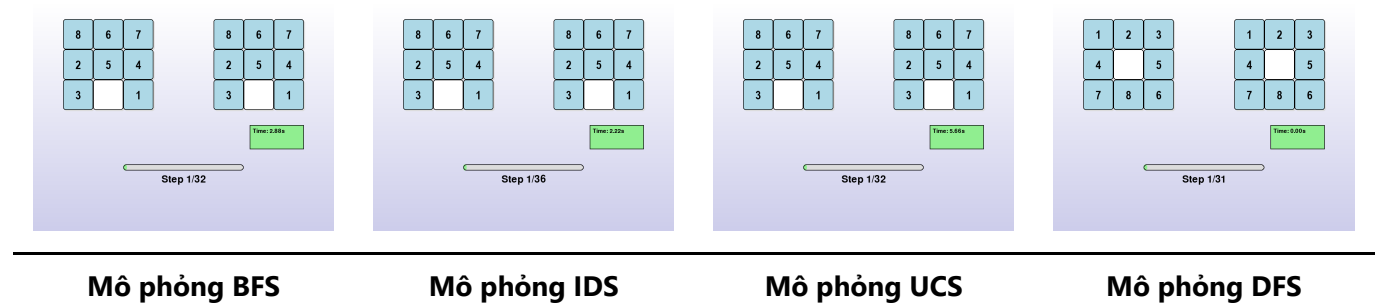 8 6 7 8 6 7
2 5 4 2 5 4
3 1 3 1
Time: 2.88s
Step 1/32
Mô phỏng BFS
8 6 7 8 6 7
2 5 4 2 5 4
3 1 3 1
Time: 2.22s
Step 1/36
Mô phỏng IDS
8 6 7 8 6 7
2 5 4 2 5 4
3 1 3 1
Time: 5.66s
Step 1/32
Mô phỏng UCS
1 2 3 1 2 3
4 5 4 5
7 8 6 7 8 6
Time: 0.00s
Step 1/31
Mô phỏng DFS